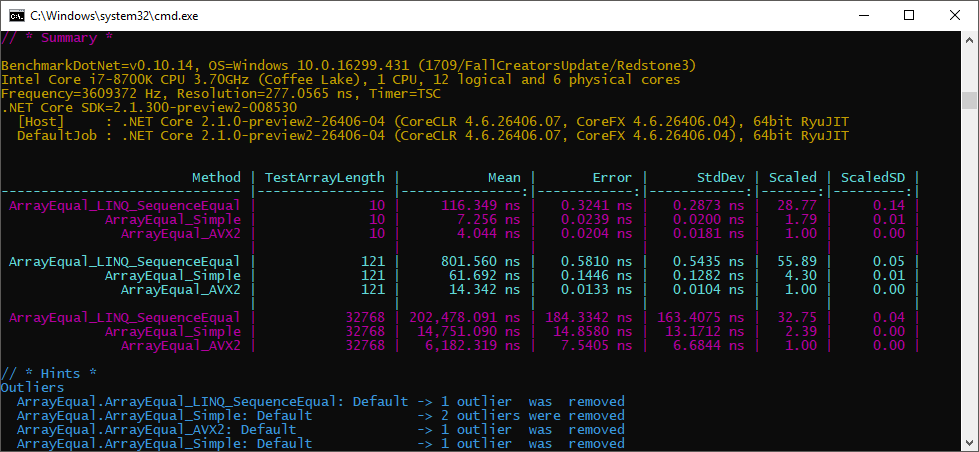 C:\Windows\system32\cmd.exe
// * Summary *
BenchmarkDotNet=v0.10.14, OS=Windows 10.0.16299.431 (1709/FallCreatorsUpdate/Redstone3)
Intel Core i7-8700K CPU 3.70GHz (Coffee Lake), 1 CPU, 12 logical and 6 physical cores
Frequency=3609372 Hz, Resolution=277.0565 ns, Timer=TSC
.NET Core SDK=2.1.300-preview2-008530
  [Host]     : .NET Core 2.1.0-preview2-26406-04 (CoreCLR 4.6.26406.07, CoreFX 4.6.26406.04), 64bit RyuJIT
  DefaultJob : .NET Core 2.1.0-preview2-26406-04 (CoreCLR 4.6.26406.07, CoreFX 4.6.26406.04), 64bit RyuJIT
Method | TestArrayLength | Mean | Error | StdDev | Scaled | ScaledSD |
------------------------------ |---------------- |---------------:|------------:|------------:|-------:|---------:|
ArrayEqual_LINQ_SequenceEqual | 10 | 116.349 ns | 0.3241 ns | 0.2873 ns | 28.77 | 0.14 |
ArrayEqual_Simple | 10 | 7.256 ns | 0.0239 ns | 0.0200 ns | 1.79 | 0.01 |
ArrayEqual_AVX2 | 10 | 4.044 ns | 0.0204 ns | 0.0181 ns | 1.00 | 0.00 |
| | | | | | |
ArrayEqual_LINQ_SequenceEqual | 121 | 801.560 ns | 0.5810 ns | 0.5435 ns | 55.89 | 0.05 |
ArrayEqual_Simple | 121 | 61.692 ns | 0.1446 ns | 0.1282 ns | 4.30 | 0.01 |
ArrayEqual_AVX2 | 121 | 14.342 ns | 0.0133 ns | 0.0104 ns | 1.00 | 0.00 |
| | | | | | |
ArrayEqual_LINQ_SequenceEqual | 32768 | 202,478.091 ns | 184.3342 ns | 163.4075 ns | 32.75 | 0.04 |
ArrayEqual_Simple | 32768 | 14,751.090 ns | 14.8580 ns | 13.1712 ns | 2.39 | 0.00 |
ArrayEqual_AVX2 | 32768 | 6,182.319 ns | 7.5405 ns | 6.6844 ns | 1.00 | 0.00 |
// * Hints *
Outliers
  ArrayEqual.ArrayEqual_LINQ_SequenceEqual: Default -> 1 outlier  was  removed
  ArrayEqual.ArrayEqual_Simple: Default             -> 2 outliers were removed
  ArrayEqual.ArrayEqual_AVX2: Default               -> 1 outlier  was  removed
  ArrayEqual.ArrayEqual_Simple: Default             -> 1 outlier  was  removed